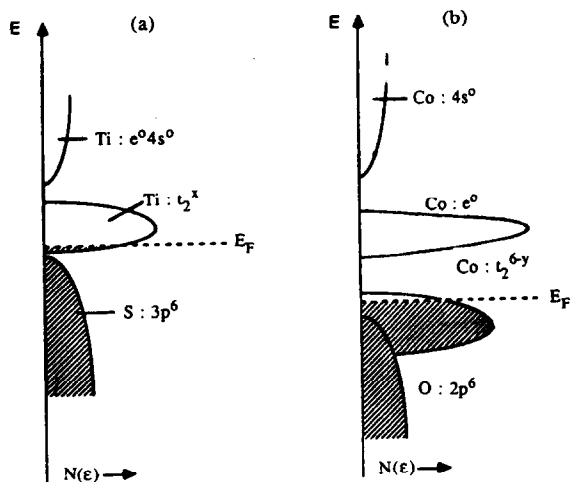 (a)
E
Ti : e⁰4s⁰
Ti : t₂ˣ
E_F
S : 3p⁶
N(ε)
(b)
E
Co : 4s⁰
Co : e⁰
Co : t₂⁶⁻ʸ
E_F
O : 2p⁶
N(ε)